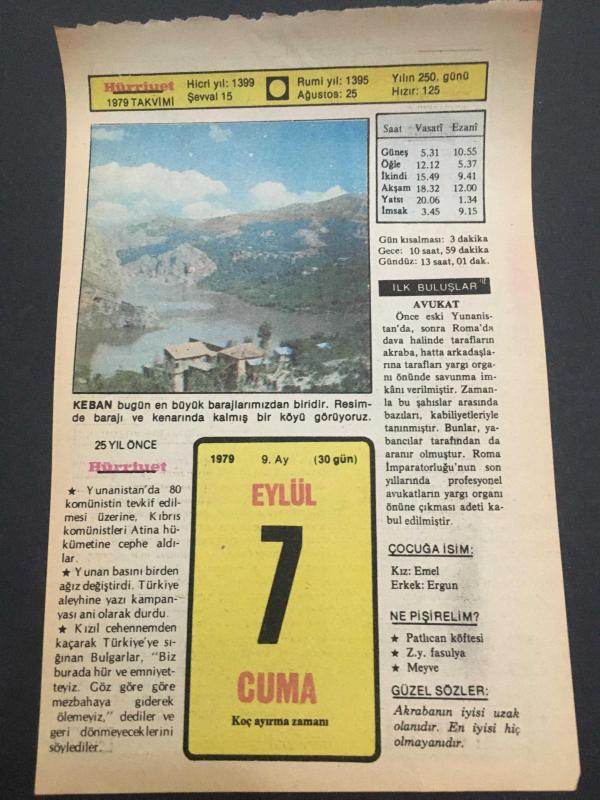 Hürriyet
1979 TAKVİMİ
Hicri yıl: 1399
Şevval 15
Rumi yıl: 1395
Ağustos: 25
Yılın 250. günü
Hızır: 125
Saat Vasatî Ezanî
Güneş 5.31 10.55
Öğle 12.12 5.37
İkindi 15.49 9.41
Akşam 18.32 12.00
Yatsı 20.06 1.34
İmsak 3.45 9.15
Gün kısalması: 3 dakika
Gece: 10 saat, 59 dakika
Gündüz: 13 saat, 01 dak.
KEBAN bugün en büyük barajlarımızdan biridir. Resim-
de barajı ve kenarında kalmış bir köyü görüyoruz.
İLK BULUŞLAR
AVUKAT
Önce eski Yunanis-
tan'da, sonra Roma'da
dava halinde tarafların
akraba, hatta arkadaşla-
rına tarafları yargı orga-
nı önünde savunma im-
kânı verilmiştir. Zaman-
la bu şahıslar arasında
bazıları, kabiliyetleriyle
tanınmıştır. Bunlar, ya-
bancılar tarafından da
aranır olmuştur. Roma
İmparatorluğu'nun son
yıllarında profesyonel
avukatların yargı organı
önüne çıkması adeti ka-
bul edilmiştir.
25 YIL ÖNCE
Hürriyet
★ Yunanistan'da 80
komünistin tevkif edil-
mesi üzerine, Kıbrıs
komünistleri Atina hü-
kümetine cephe aldı-
lar.
★ Yunan basını birden
ağız değiştirdi. Türkiye
aleyhine yazı kampan-
yası ani olarak durdu.
★ Kızıl cehennemden
kaçarak Türkiye'ye sı-
ğınan Bulgarlar, "Biz
burada hür ve emniyet-
teyiz. Göz göre göre
mezbahaya giderek
ölemeyiz," dediler ve
geri dönmeyeceklerini
söylediler...
1979 9. Ay (30 gün)
EYLÜL
7
CUMA
Koç ayırma zamanı
ÇOCUĞA İSİM:
Kız: Emel
Erkek: Ergun
NE PİŞİRELİM?
★ Patlıcan köftesi
★ Z.y. fasulya
★ Meyve
GÜZEL SÖZLER:
Akrabanın iyisi uzak
olanıdır. En iyisi hiç
olmayanıdır.